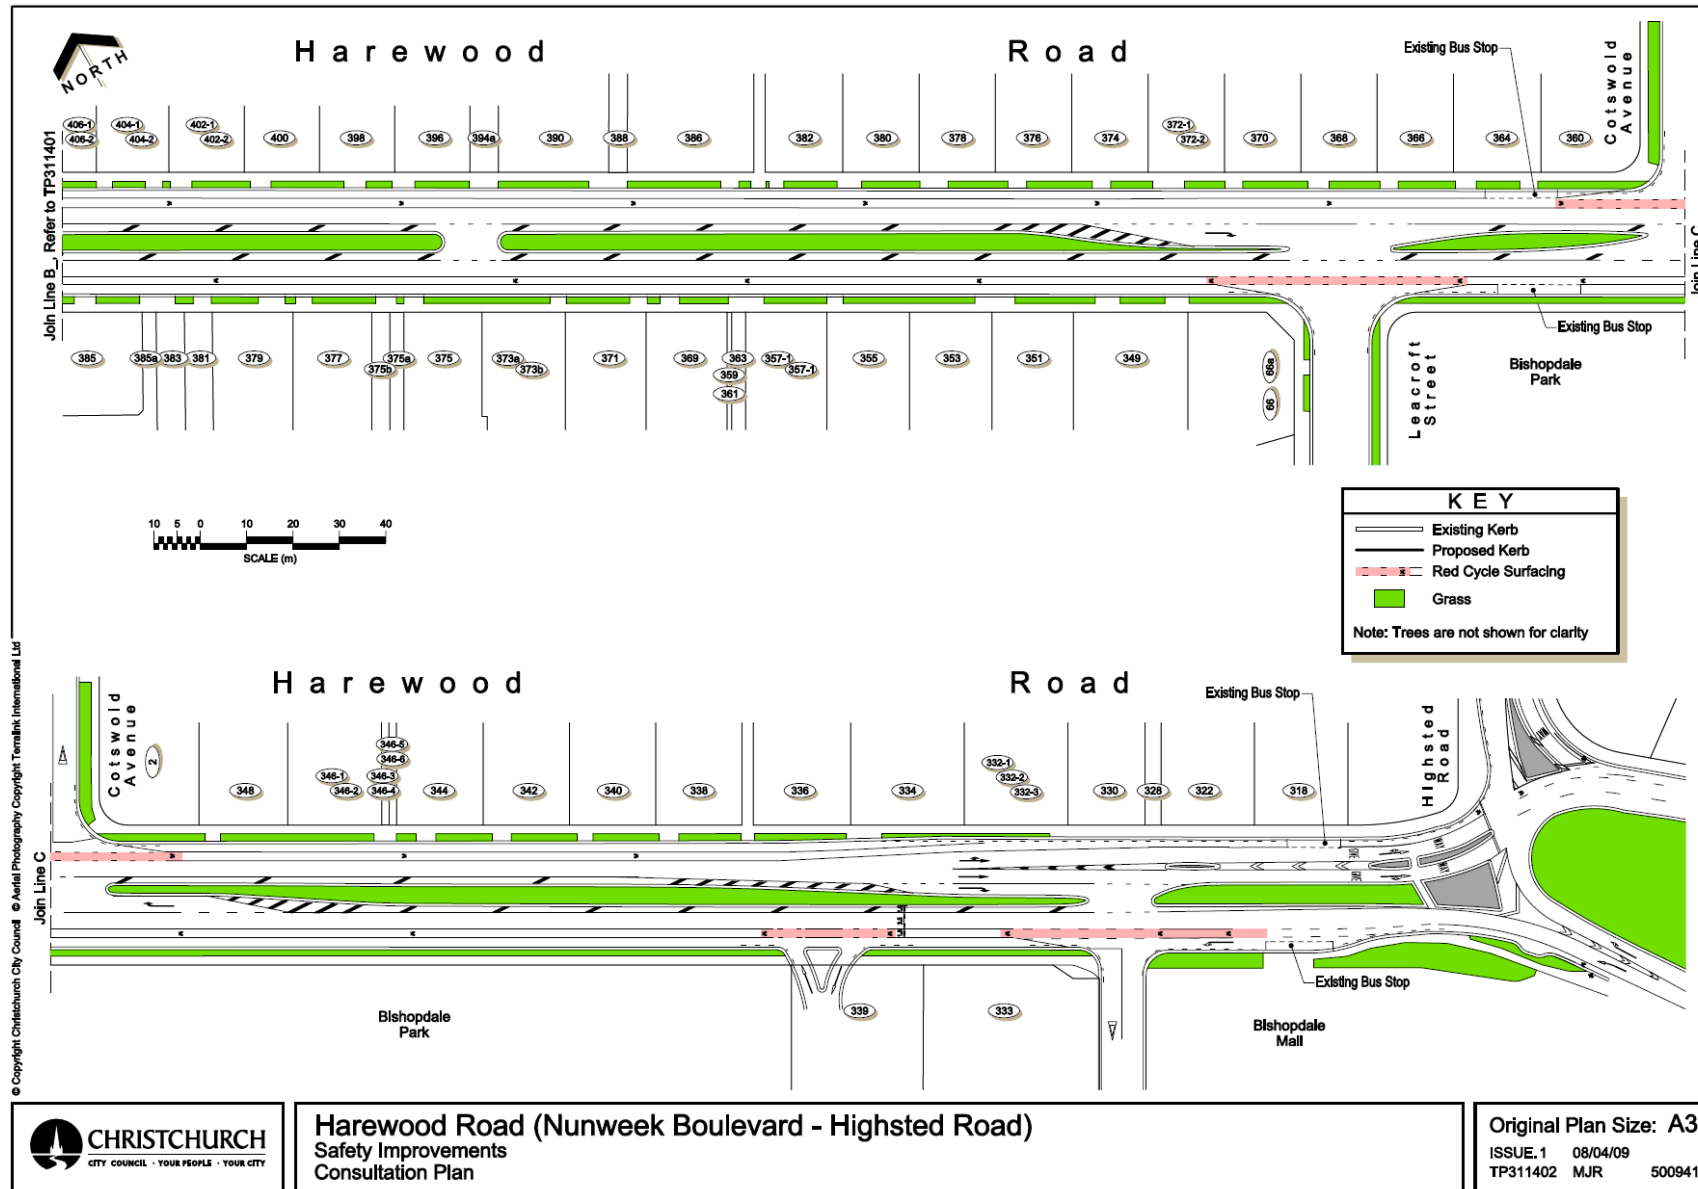 Harewood Road
NORTH
Existing Bus Stop
Cotswold
Avenue
406-1
406-2
404-1
404-2
402-1
402-2
400
398
396
394a
390
388
386
382
380
378
376
374
372-1
372-2
370
368
366
364
360
Join Line B , Refer to TP311401
Join Line C
385
385a
383
381
379
377
375b
375a
375
373a
373b
371
369
363
359
361
357-1
357-1
355
353
351
349
66a
66
Leacroft
Street
Existing Bus Stop
Bishopdale
Park
10 5 0 10 20 30 40
SCALE (m)
KEY
Existing Kerb
Proposed Kerb
Red Cycle Surfacing
Grass
Note: Trees are not shown for clarity
Harewood Road
Existing Bus Stop
Cotswold
Avenue
2
348
346-1
346-2
346-5
346-6
346-3
346-4
344
342
340
338
336
334
332-1
332-2
332-3
330
328
322
318
Highsted
Road
GIVE
WAY
GIVE
WAY
WAY
Join Line C
Existing Bus Stop
Bishopdale
Park
339
333
Bishopdale
Mall
© Copyright Christchurch City Council © Aerial Photography Copyright Terralink International Ltd
CHRISTCHURCH
CITY COUNCIL · YOUR PEOPLE · YOUR CITY
Harewood Road (Nunweek Boulevard - Highsted Road)
Safety Improvements
Consultation Plan
Original Plan Size: A3
ISSUE.1 08/04/09
TP311402 MJR 500941